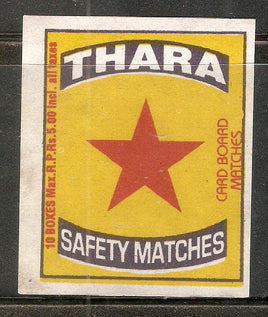 THARA
10 BOXES Max.R.P.Rs.5.00 incl. all taxes
CARD BOARD
MATCHES
SAFETY MATCHES